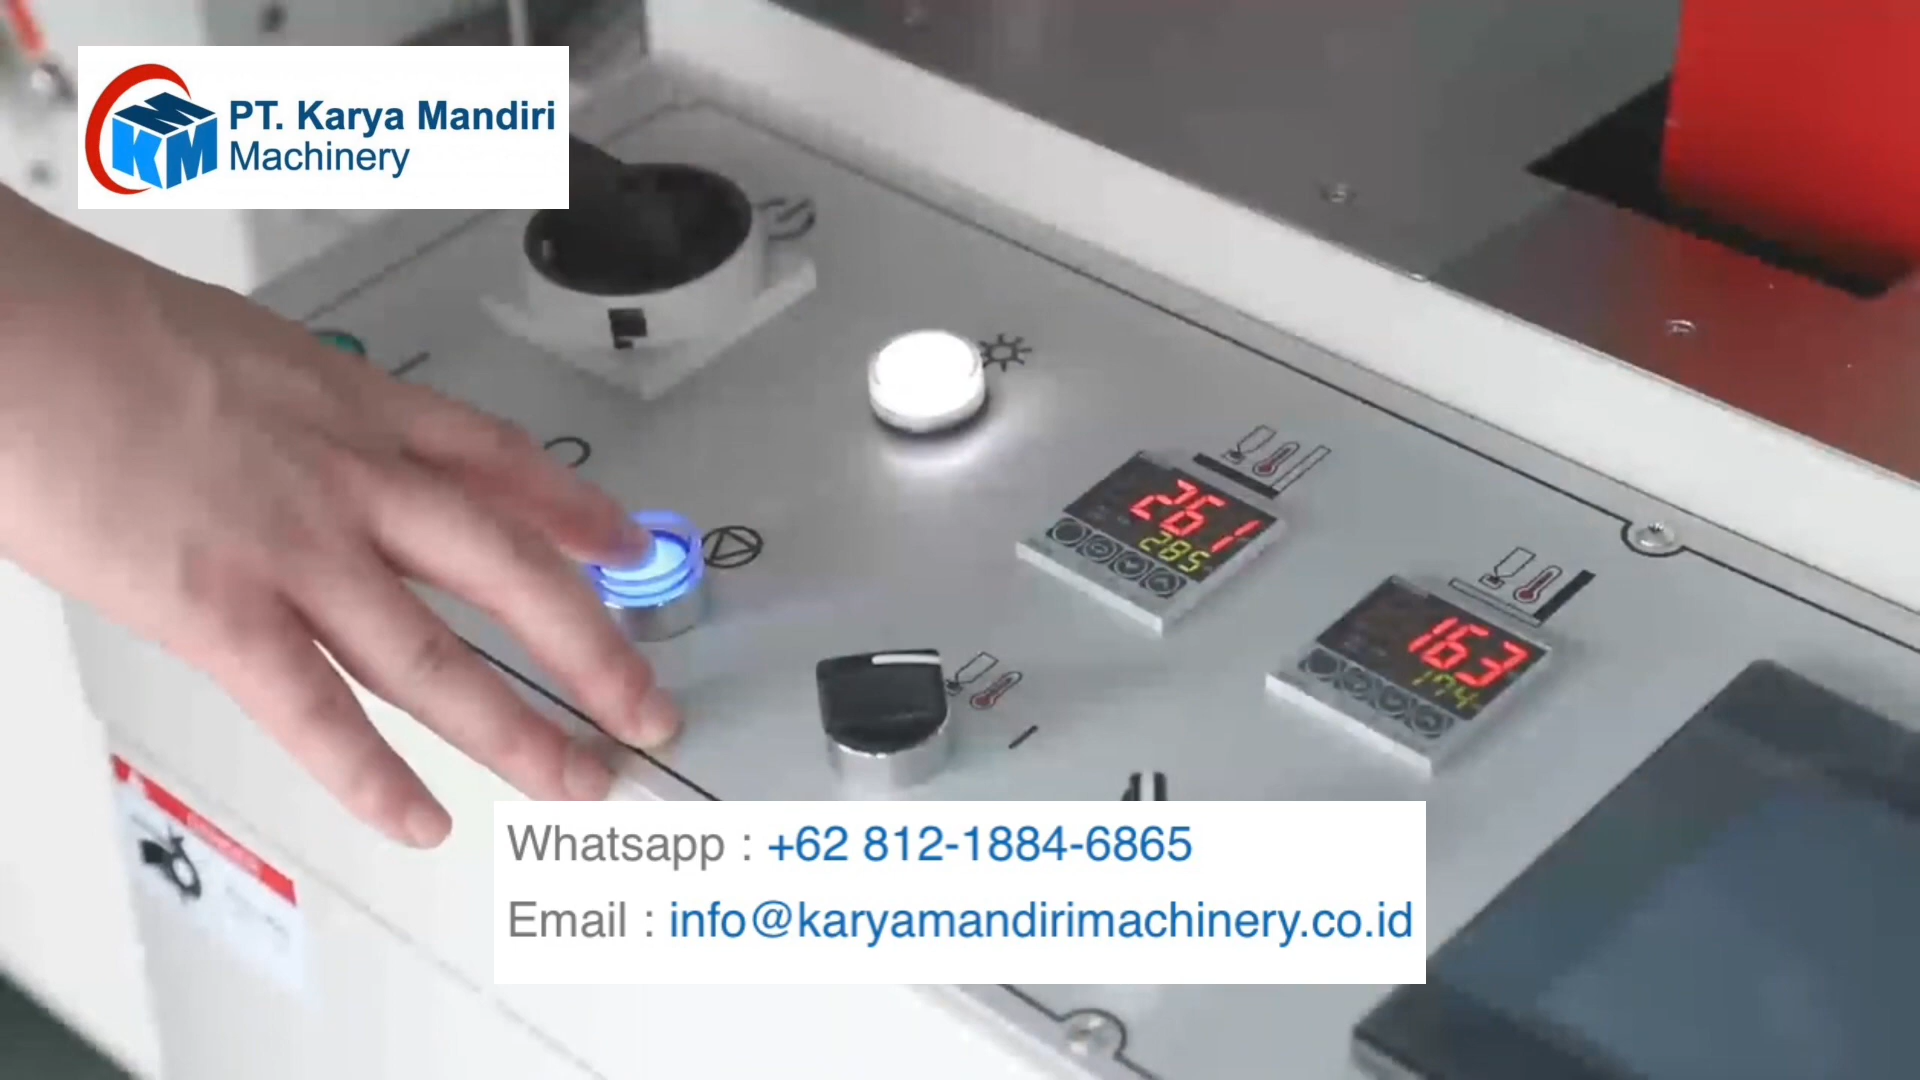 PT. Karya Mandiri
Machinery
261
285
163
174
Whatsapp : +62 812-1884-6865
Email : info@karyamandirimachinery.co.id